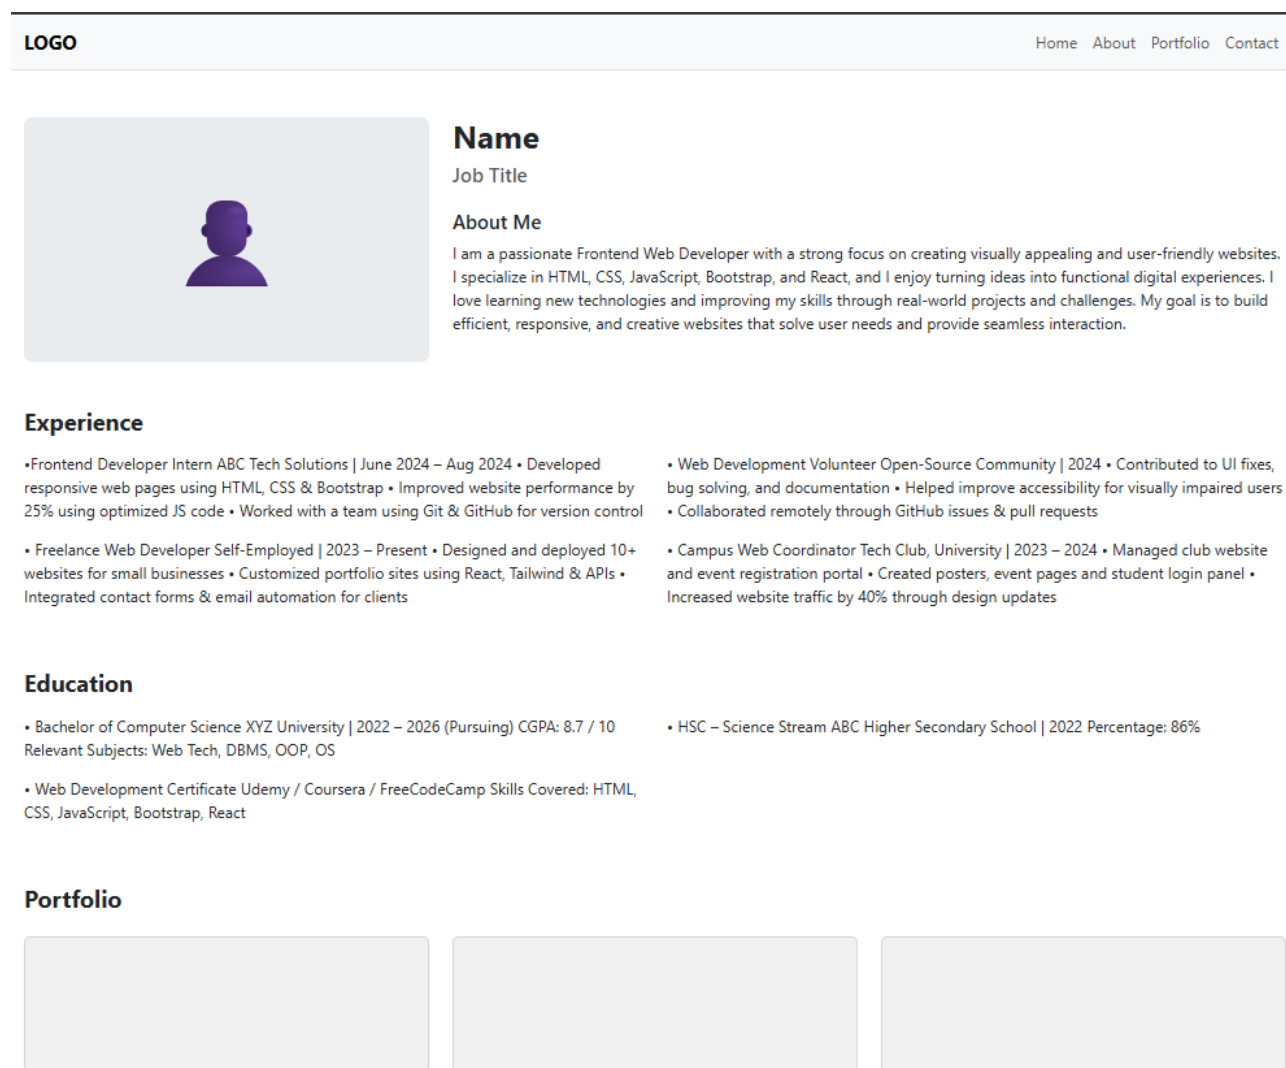 LOGO
Home About Portfolio Contact
Name
Job Title
About Me
I am a passionate Frontend Web Developer with a strong focus on creating visually appealing and user-friendly websites.
I specialize in HTML, CSS, JavaScript, Bootstrap, and React, and I enjoy turning ideas into functional digital experiences. I
love learning new technologies and improving my skills through real-world projects and challenges. My goal is to build
efficient, responsive, and creative websites that solve user needs and provide seamless interaction.
Experience
•Frontend Developer Intern ABC Tech Solutions | June 2024 – Aug 2024 • Developed
responsive web pages using HTML, CSS & Bootstrap • Improved website performance by
25% using optimized JS code • Worked with a team using Git & GitHub for version control
• Freelance Web Developer Self-Employed | 2023 – Present • Designed and deployed 10+
websites for small businesses • Customized portfolio sites using React, Tailwind & APIs •
Integrated contact forms & email automation for clients
• Web Development Volunteer Open-Source Community | 2024 • Contributed to UI fixes,
bug solving, and documentation • Helped improve accessibility for visually impaired users
• Collaborated remotely through GitHub issues & pull requests
• Campus Web Coordinator Tech Club, University | 2023 – 2024 • Managed club website
and event registration portal • Created posters, event pages and student login panel •
Increased website traffic by 40% through design updates
Education
• Bachelor of Computer Science XYZ University | 2022 – 2026 (Pursuing) CGPA: 8.7 / 10
Relevant Subjects: Web Tech, DBMS, OOP, OS
• Web Development Certificate Udemy / Coursera / FreeCodeCamp Skills Covered: HTML,
CSS, JavaScript, Bootstrap, React
• HSC – Science Stream ABC Higher Secondary School | 2022 Percentage: 86%
Portfolio